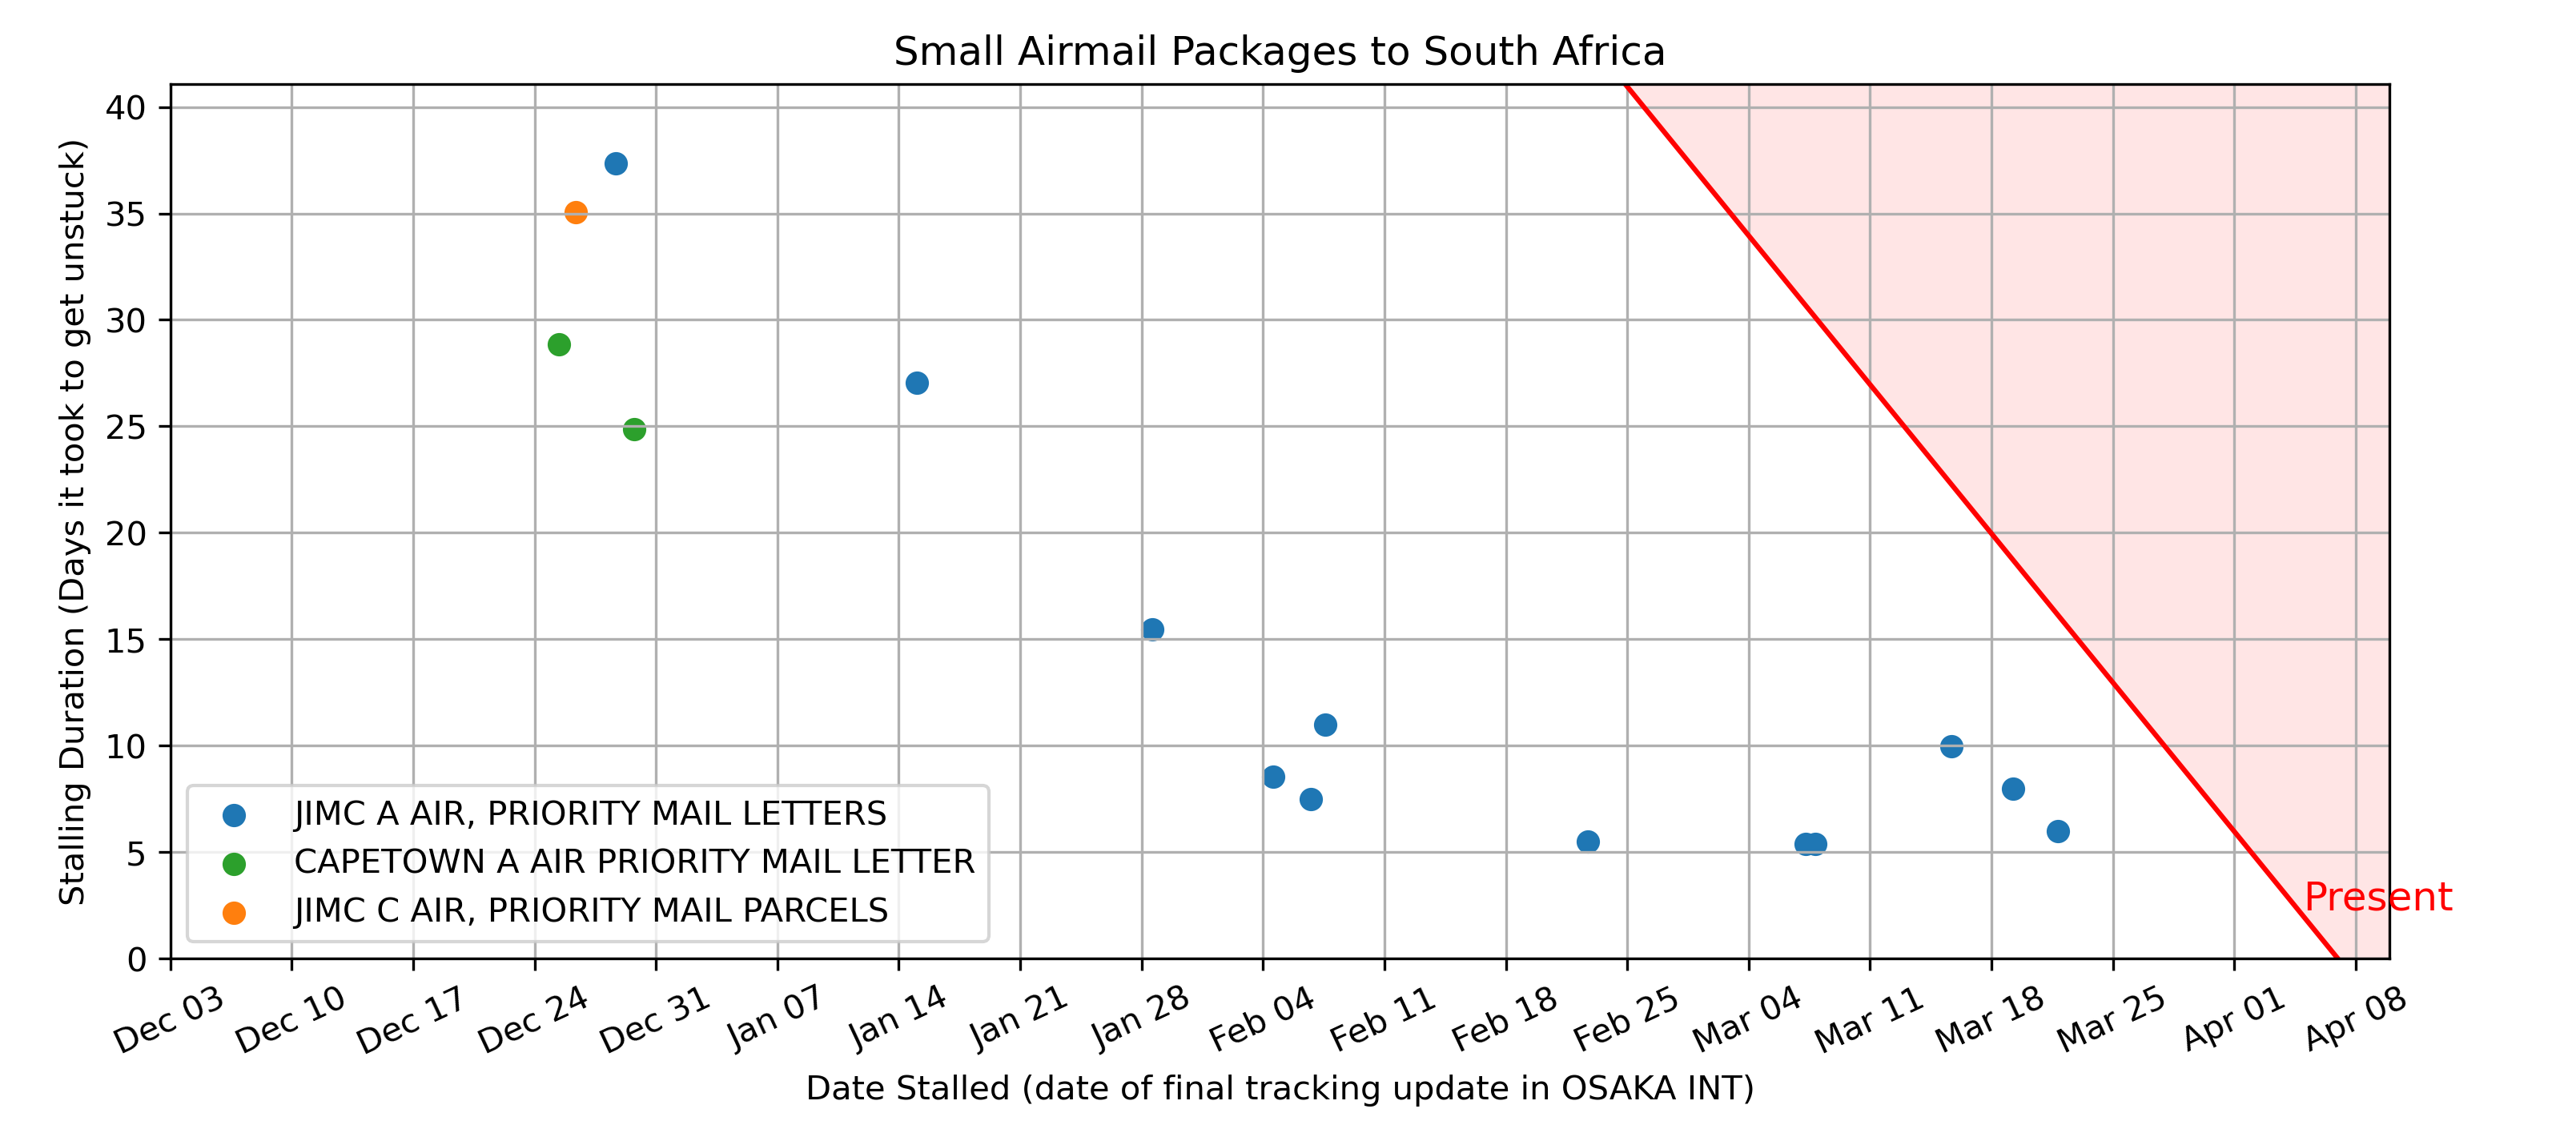 Small Airmail Packages to South Africa
Stalling Duration (Days it took to get unstuck)
40
35
30
25
20
15
10
5
0
JIMC A AIR, PRIORITY MAIL LETTERS
CAPETOWN A AIR PRIORITY MAIL LETTER
JIMC C AIR, PRIORITY MAIL PARCELS
Present
Dec 03 Dec 10 Dec 17 Dec 24 Dec 31 Jan 07 Jan 14 Jan 21 Jan 28 Feb 04 Feb 11 Feb 18 Feb 25 Mar 04 Mar 11 Mar 18 Mar 25 Apr 01 Apr 08
Date Stalled (date of final tracking update in OSAKA INT)